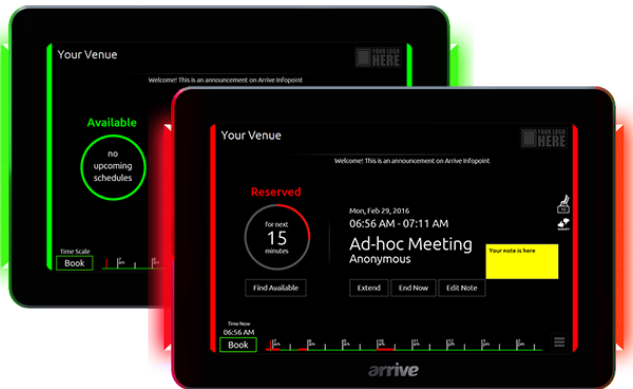 Your Venue
YOUR LOGO
HERE
Welcome! This is an announcement on Arrive Infopoint
Available
no
upcoming
schedules
Time Scale
Book
Your Venue
YOUR LOGO
HERE
Welcome! This is an announcement on Arrive Infopoint
Reserved
for next
15
minutes
Mon, Feb 29, 2016
06:56 AM - 07:11 AM
Ad-hoc Meeting
Anonymous
Your note is here
Find Available
Extend
End Now
Edit Note
Time Now
06:56 AM
Book
arrive